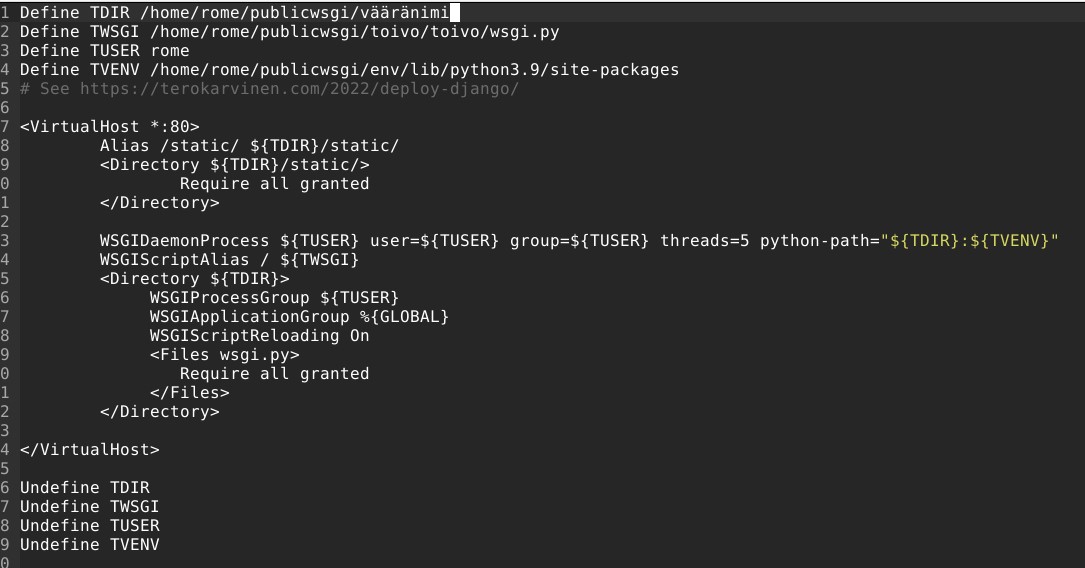 1 Define TDIR /home/rome/publicwsgi/vääränimi
2 Define TWSGI /home/rome/publicwsgi/toivo/toivo/wsgi.py
3 Define TUSER rome
4 Define TVENV /home/rome/publicwsgi/env/lib/python3.9/site-packages
5 # See https://terokarvinen.com/2022/deploy-django/
6
7 <VirtualHost *:80>
8 Alias /static/ ${TDIR}/static/
9 <Directory ${TDIR}/static/>
0 Require all granted
1 </Directory>
2
3 WSGIDaemonProcess ${TUSER} user=${TUSER} group=${TUSER} threads=5 python-path="${TDIR}:${TVENV}"
4 WSGIScriptAlias / ${TWSGI}
5 <Directory ${TDIR}>
6 WSGIProcessGroup ${TUSER}
7 WSGIApplicationGroup %{GLOBAL}
8 WSGIScriptReloading On
9 <Files wsgi.py>
0 Require all granted
1 </Files>
2 </Directory>
3
4 </VirtualHost>
5
6 Undefine TDIR
7 Undefine TWSGI
8 Undefine TUSER
9 Undefine TVENV
0